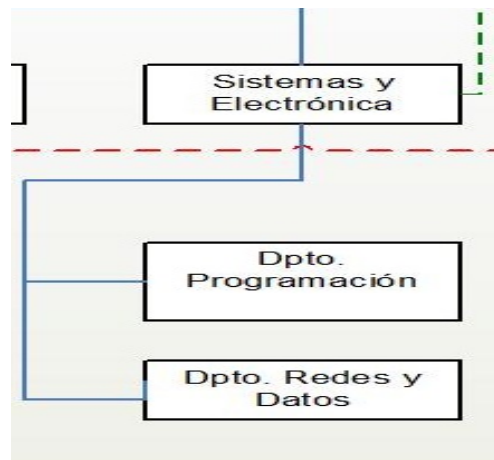 Sistemas y
Electrónica
Dpto.
Programación
Dpto. Redes y
Datos